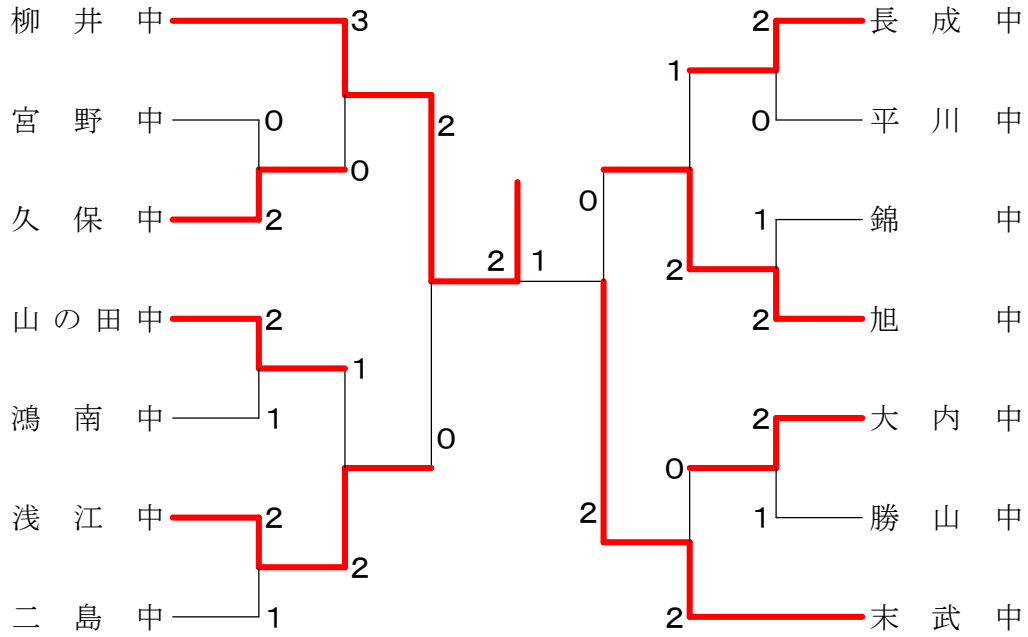 柳井中 3 2 長成中
1
宮野中 0 2 0 平川中
0 0
久保中 2 1 錦中
2 1
2
山の田中 2 2 旭中
1
鴻南中 1 2 大内中
0 0
浅江中 2 2 1 勝山中
2
二島中 1 2 末武中